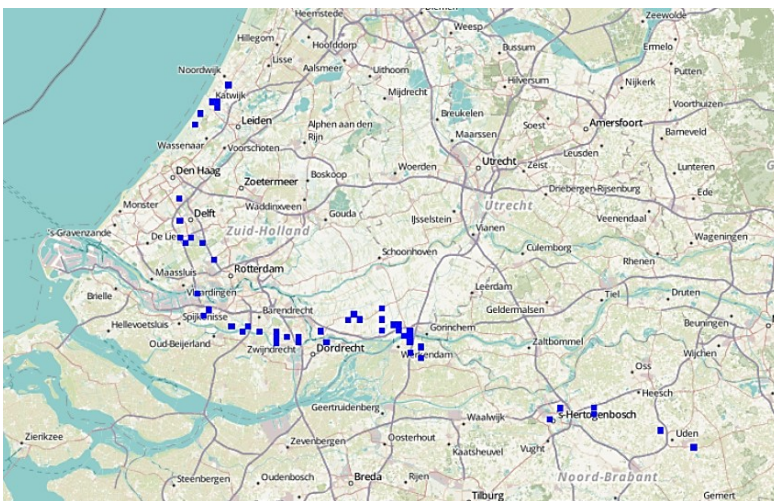 Heemstede
Weesp
Zeewolde
Hillegom
Hoofddorp
Bussum
Ermelo
Lisse
Aalsmeer
Uithoorn
Noordwijk
Putten
Hilversum
Nijkerk
Katwijk
Mijdrecht
Voorthuizen
Breukelen
Leiden
Alphen aan den
Rijn
Soest
Amersfoort
Maarssen
Barneveld
Wassenaar
Voorschoten
Leusden
Den Haag
Woerden
Utrecht
Zeist
Lunteren
Boskoop
Zoetermeer
Driebergen-Rijsenburg
Ede
Monster
Waddinxveen
Utrecht
Delft
Gouda
IJsselstein
Veenendaal
's-Gravenzande
De Lie
Zuid-Holland
Vianen
Wageningen
Schoonhoven
Culemborg
Rhenen
Maassluis
Rotterdam
Brielle
Vlaardingen
Leerdam
Tiel
Druten
Barendrecht
Geldermalsen
Hellevoetsluis
Spijkenisse
Gorinchem
Beuningen
Oud-Beijerland
Zwijndrecht
Dordrecht
Werkendam
Zaltbommel
Wijchen
Oss
Geertruidenberg
Heesch
Waalwijk
's-Hertogenbosch
Zierikzee
Zevenbergen
Oosterhout
Uden
Kaatsheuvel
Vught
Steenbergen
Oudenbosch
Breda
Rijen
Noord-Brabant
Tilburg
Gemert